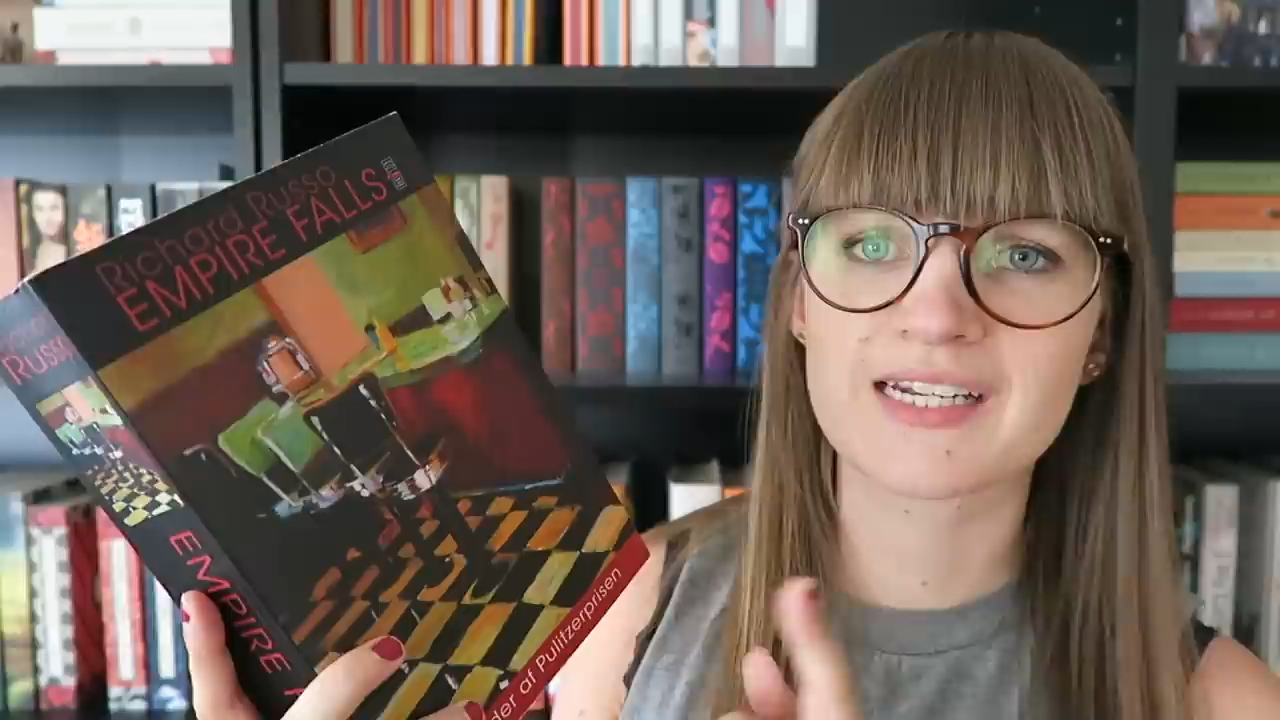 Richard Russo
EMPIRE FALLS
Russo
EMPIRE
der af Pulitzerprisen